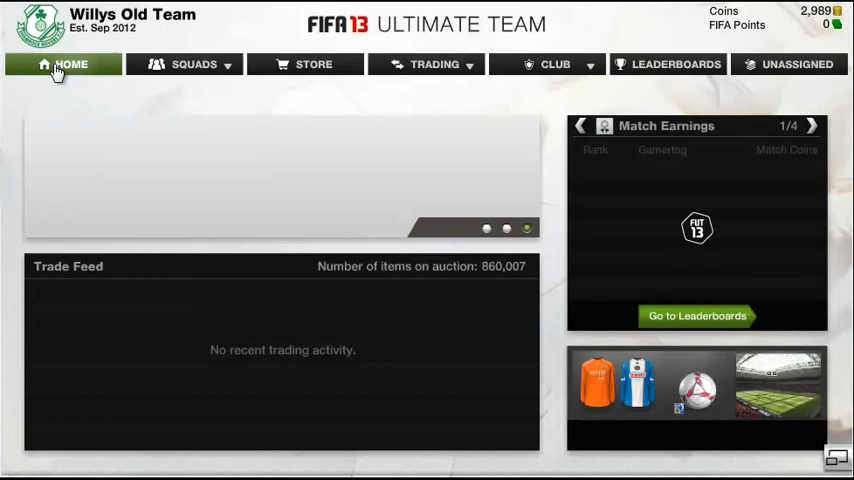 Willys Old Team
Est. Sep 2012
FIFA 13 ULTIMATE TEAM
Coins 2,989
FIFA Points 0
HOME SQUADS STORE TRADING CLUB LEADERBOARDS UNASSIGNED
Match Earnings 1/4
Rank Gamertag Match Coins
FUT
13
Go to Leaderboards
Trade Feed Number of items on auction: 860,007
No recent trading activity.